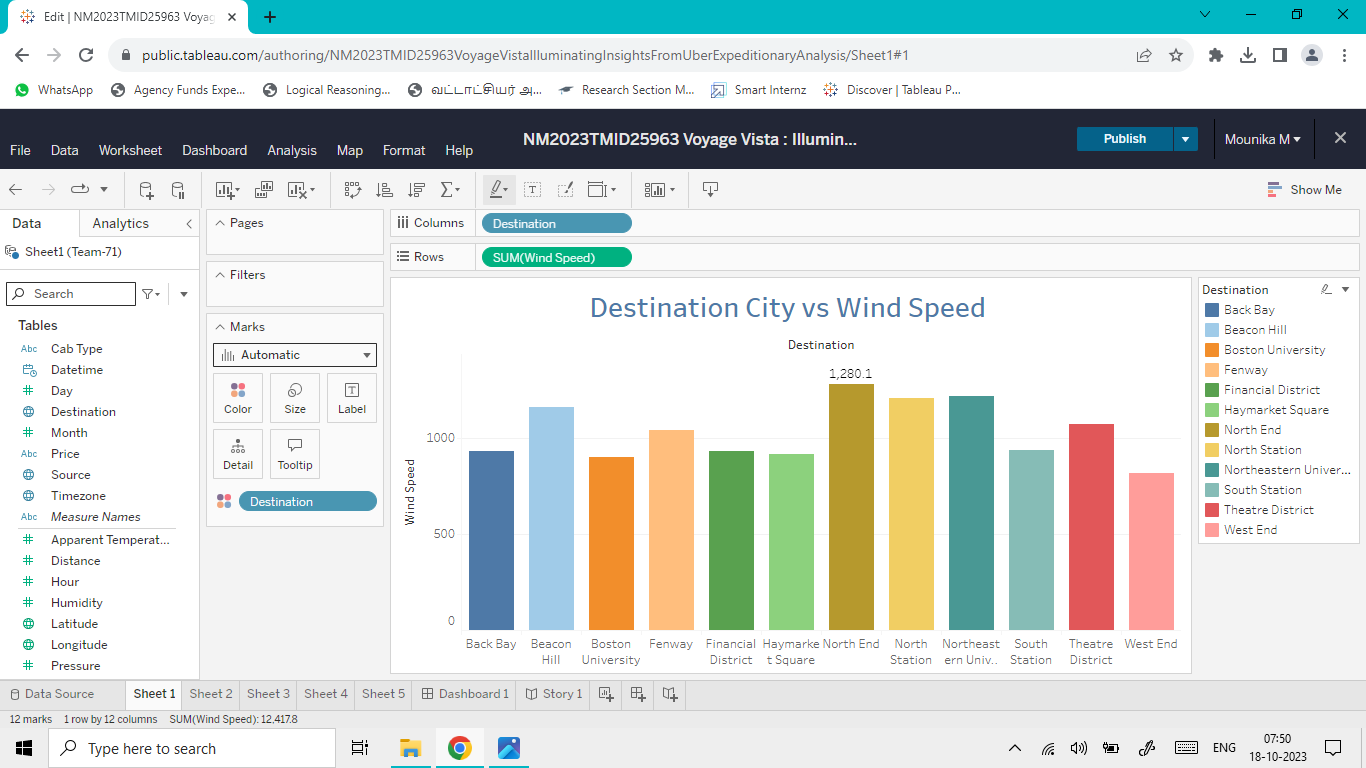 Edit | NM2023TMID25963 Voyag
public.tableau.com/authoring/NM2023TMID25963VoyageVistaIlluminatingInsightsFromUberExpeditionaryAnalysis/Sheet1#1
WhatsApp
Agency Funds Expe...
Logical Reasoning...
வட்டாட்சியர் அ...
Research Section M...
Smart Internz
Discover | Tableau P...
NM2023TMID25963 Voyage Vista : Illumin...
Publish
Mounika M
File Data Worksheet Dashboard Analysis Map Format Help
Show Me
Data Analytics
Sheet1 (Team-71)
Search
Tables
Abc Cab Type
Datetime
Day
Destination
Month
Abc Price
Source
Timezone
Abc Measure Names
Apparent Temperat...
Distance
Hour
Humidity
Latitude
Longitude
Pressure
Pages
Filters
Marks
Automatic
Color Size Label
Detail Tooltip
Destination
Columns Destination
Rows SUM(Wind Speed)
Destination City vs Wind Speed
Destination
1,280.1
Wind Speed
1000
500
0
Back Bay
Beacon
Hill
Boston
University
Fenway
Financial
District
Haymarke
t Square
North End
North
Station
Northeast
ern Univ..
South
Station
Theatre
District
West End
Destination
Back Bay
Beacon Hill
Boston University
Fenway
Financial District
Haymarket Square
North End
North Station
Northeastern Univer...
South Station
Theatre District
West End
Data Source Sheet 1 Sheet 2 Sheet 3 Sheet 4 Sheet 5 Dashboard 1 Story 1
12 marks 1 row by 12 columns SUM(Wind Speed): 12,417.8
Type here to search
ENG
07:50
18-10-2023